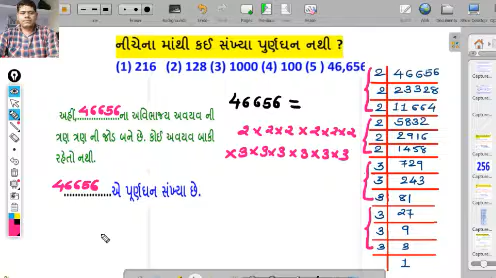 નીચેના માંથી કઈ સંખ્યા પુર્ણધન નથી ?
(1) 216 (2) 128 (3) 1000 (4) 100 (5 ) 46,656
અહીં, 46656 ના અવિભાજ્ય અવયવ ની
ત્રણ ત્રણ ની જોડ બને છે. કોઈ અવયવ બાકી
રહેતો નથી.
46656 એ પૂર્ણધન સંખ્યા છે.
46656 =
2 × 2 × 2 × 2 × 2 × 2
× 3 × 3 × 3 × 3 × 3 × 3
2 46656
2 23328
2 11664
2 5832
2 2916
2 1458
3 729
3 243
3 81
3 27
3 9
3 3
1
256